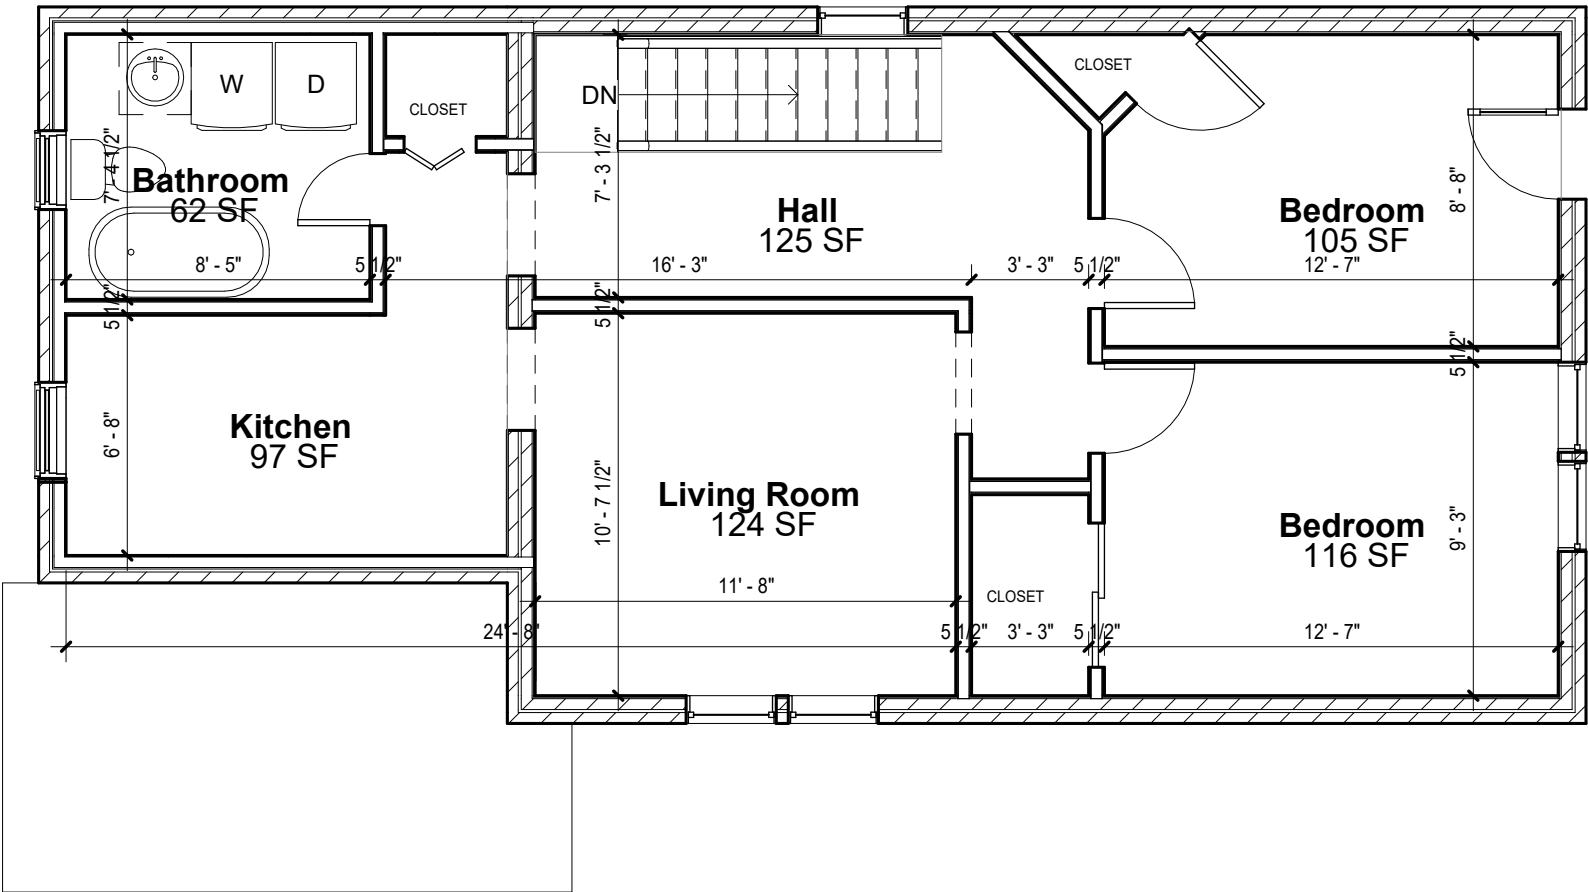 W
D
CLOSET
DN
CLOSET
7' - 4 1/2"
Bathroom
62 SF
7' - 3 1/2"
Hall
125 SF
Bedroom
105 SF
8' - 8"
8' - 5"
5 1/2"
16' - 3"
3' - 3"
5 1/2"
12' - 7"
5 1/2"
5 1/2"
5 1/2"
Kitchen
97 SF
6' - 8"
10' - 7 1/2"
Living Room
124 SF
Bedroom
116 SF
9' - 3"
11' - 8"
CLOSET
24' - 8"
5 1/2"
3' - 3"
5 1/2"
12' - 7"